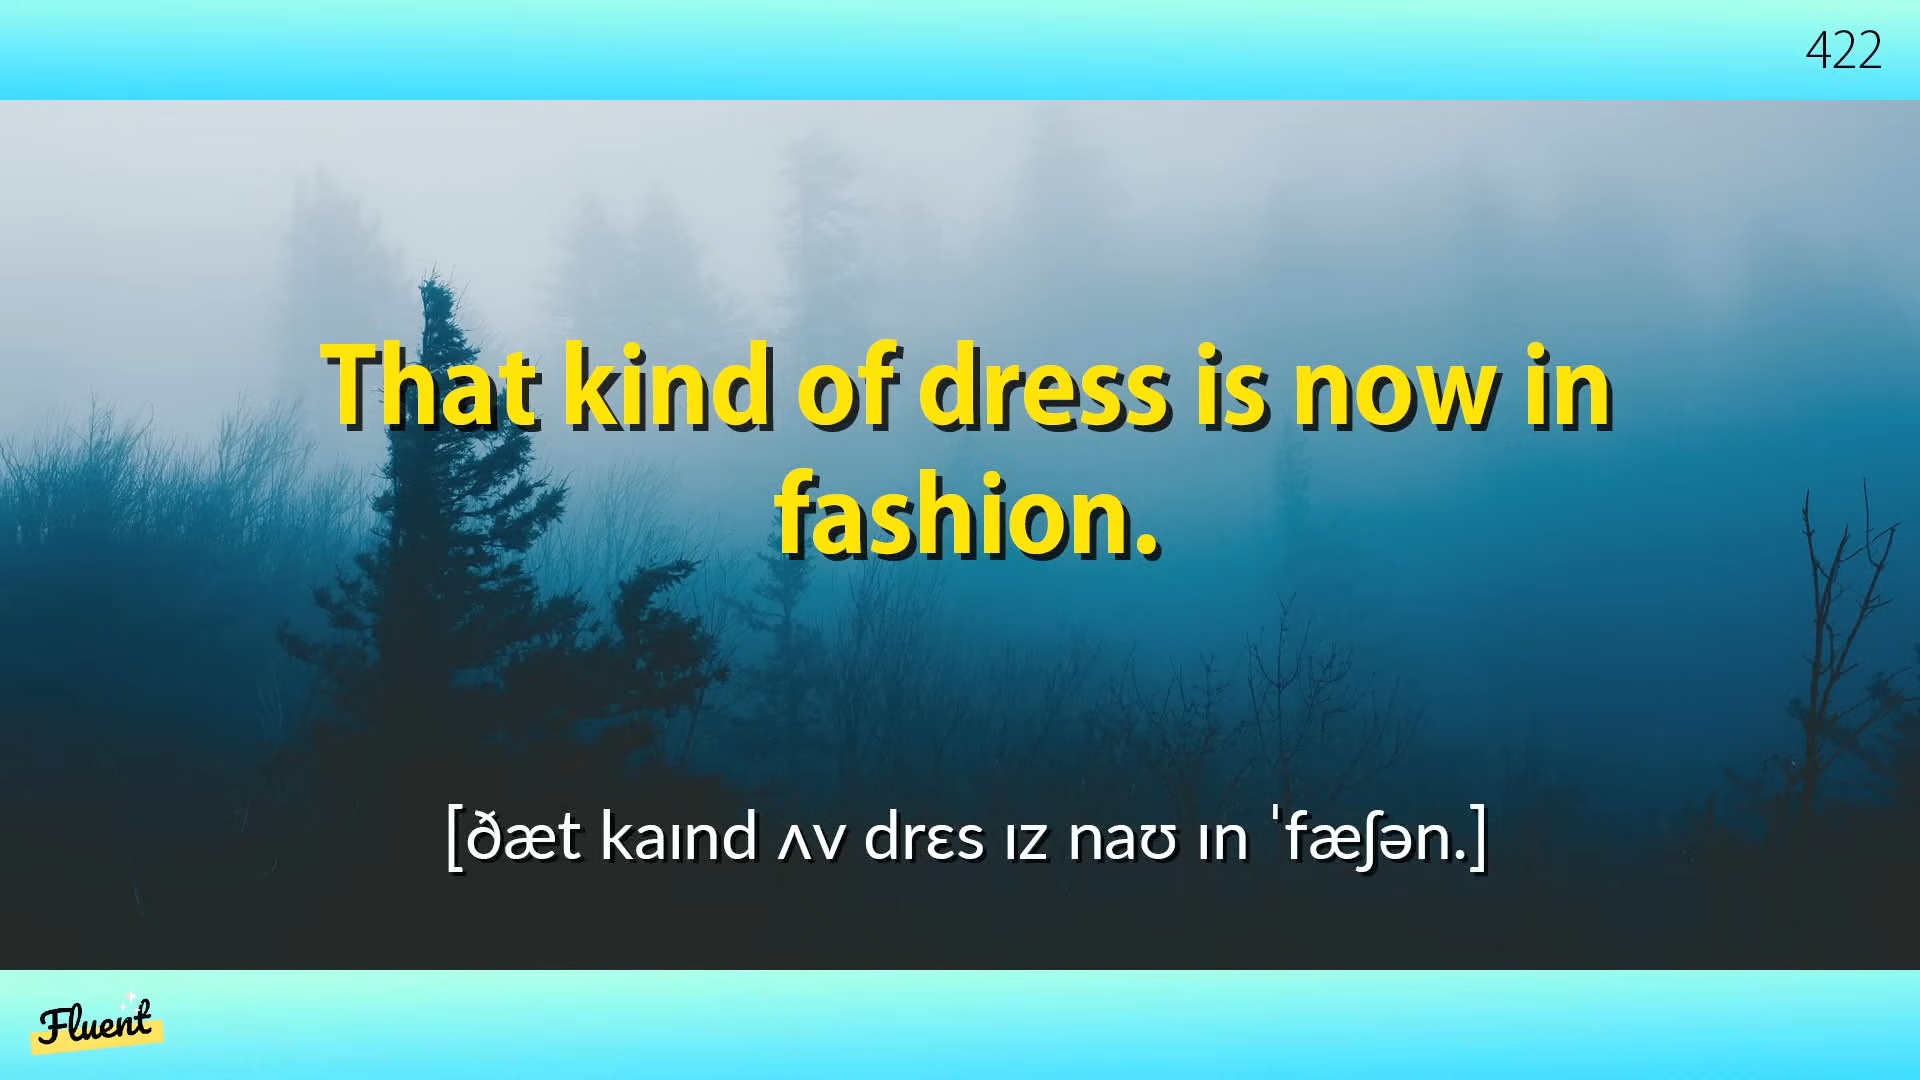 422
That kind of dress is now in
fashion.
[ðæt kaɪnd ʌv drɛs ɪz naʊ ɪn ˈfæʃən.]
Fluent